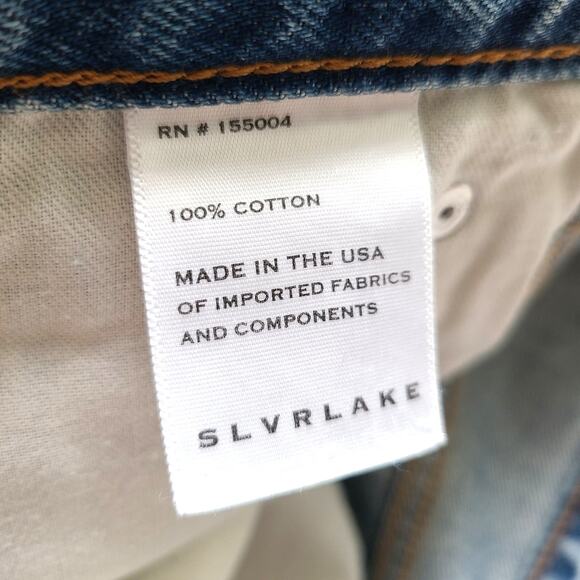 RN # 155004
100% COTTON
MADE IN THE USA
OF IMPORTED FABRICS
AND COMPONENTS
SLVRLAKE